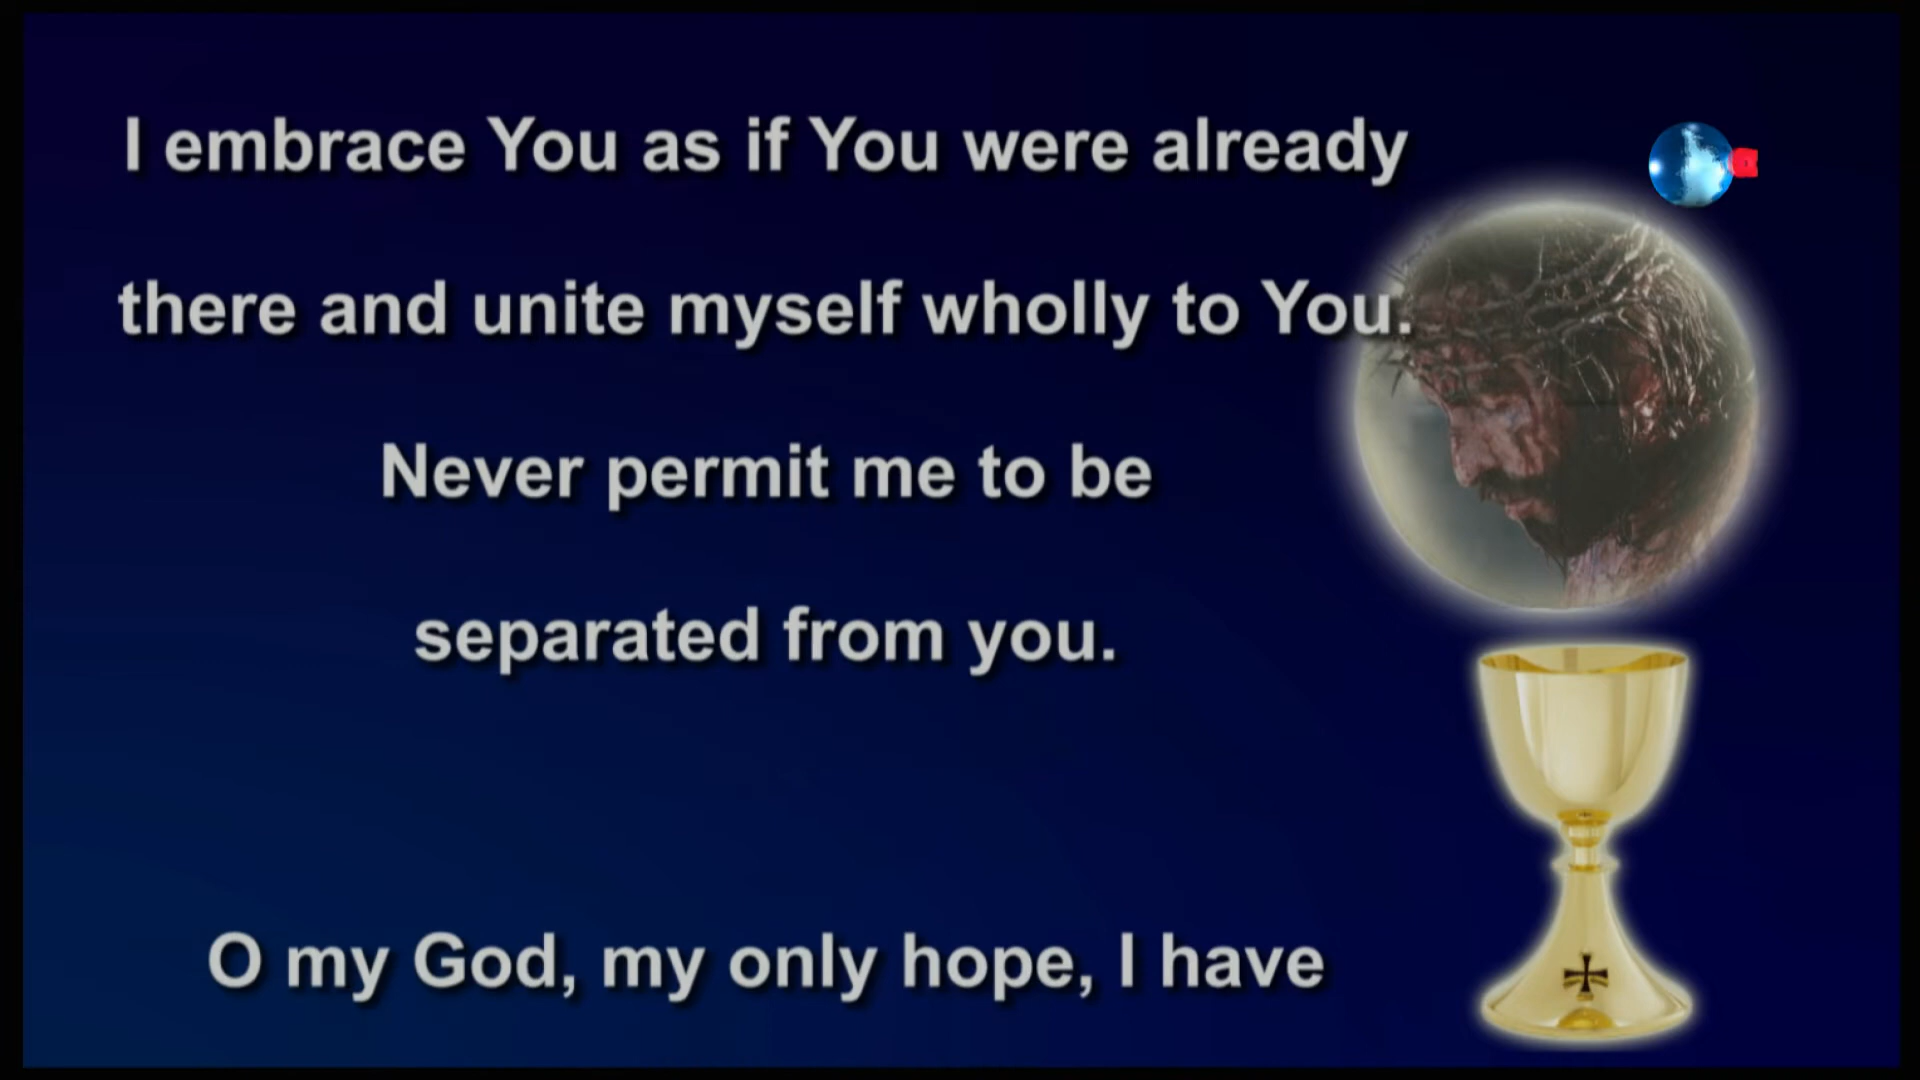 I embrace You as if You were already
there and unite myself wholly to You.
Never permit me to be
separated from you.
O my God, my only hope, I have